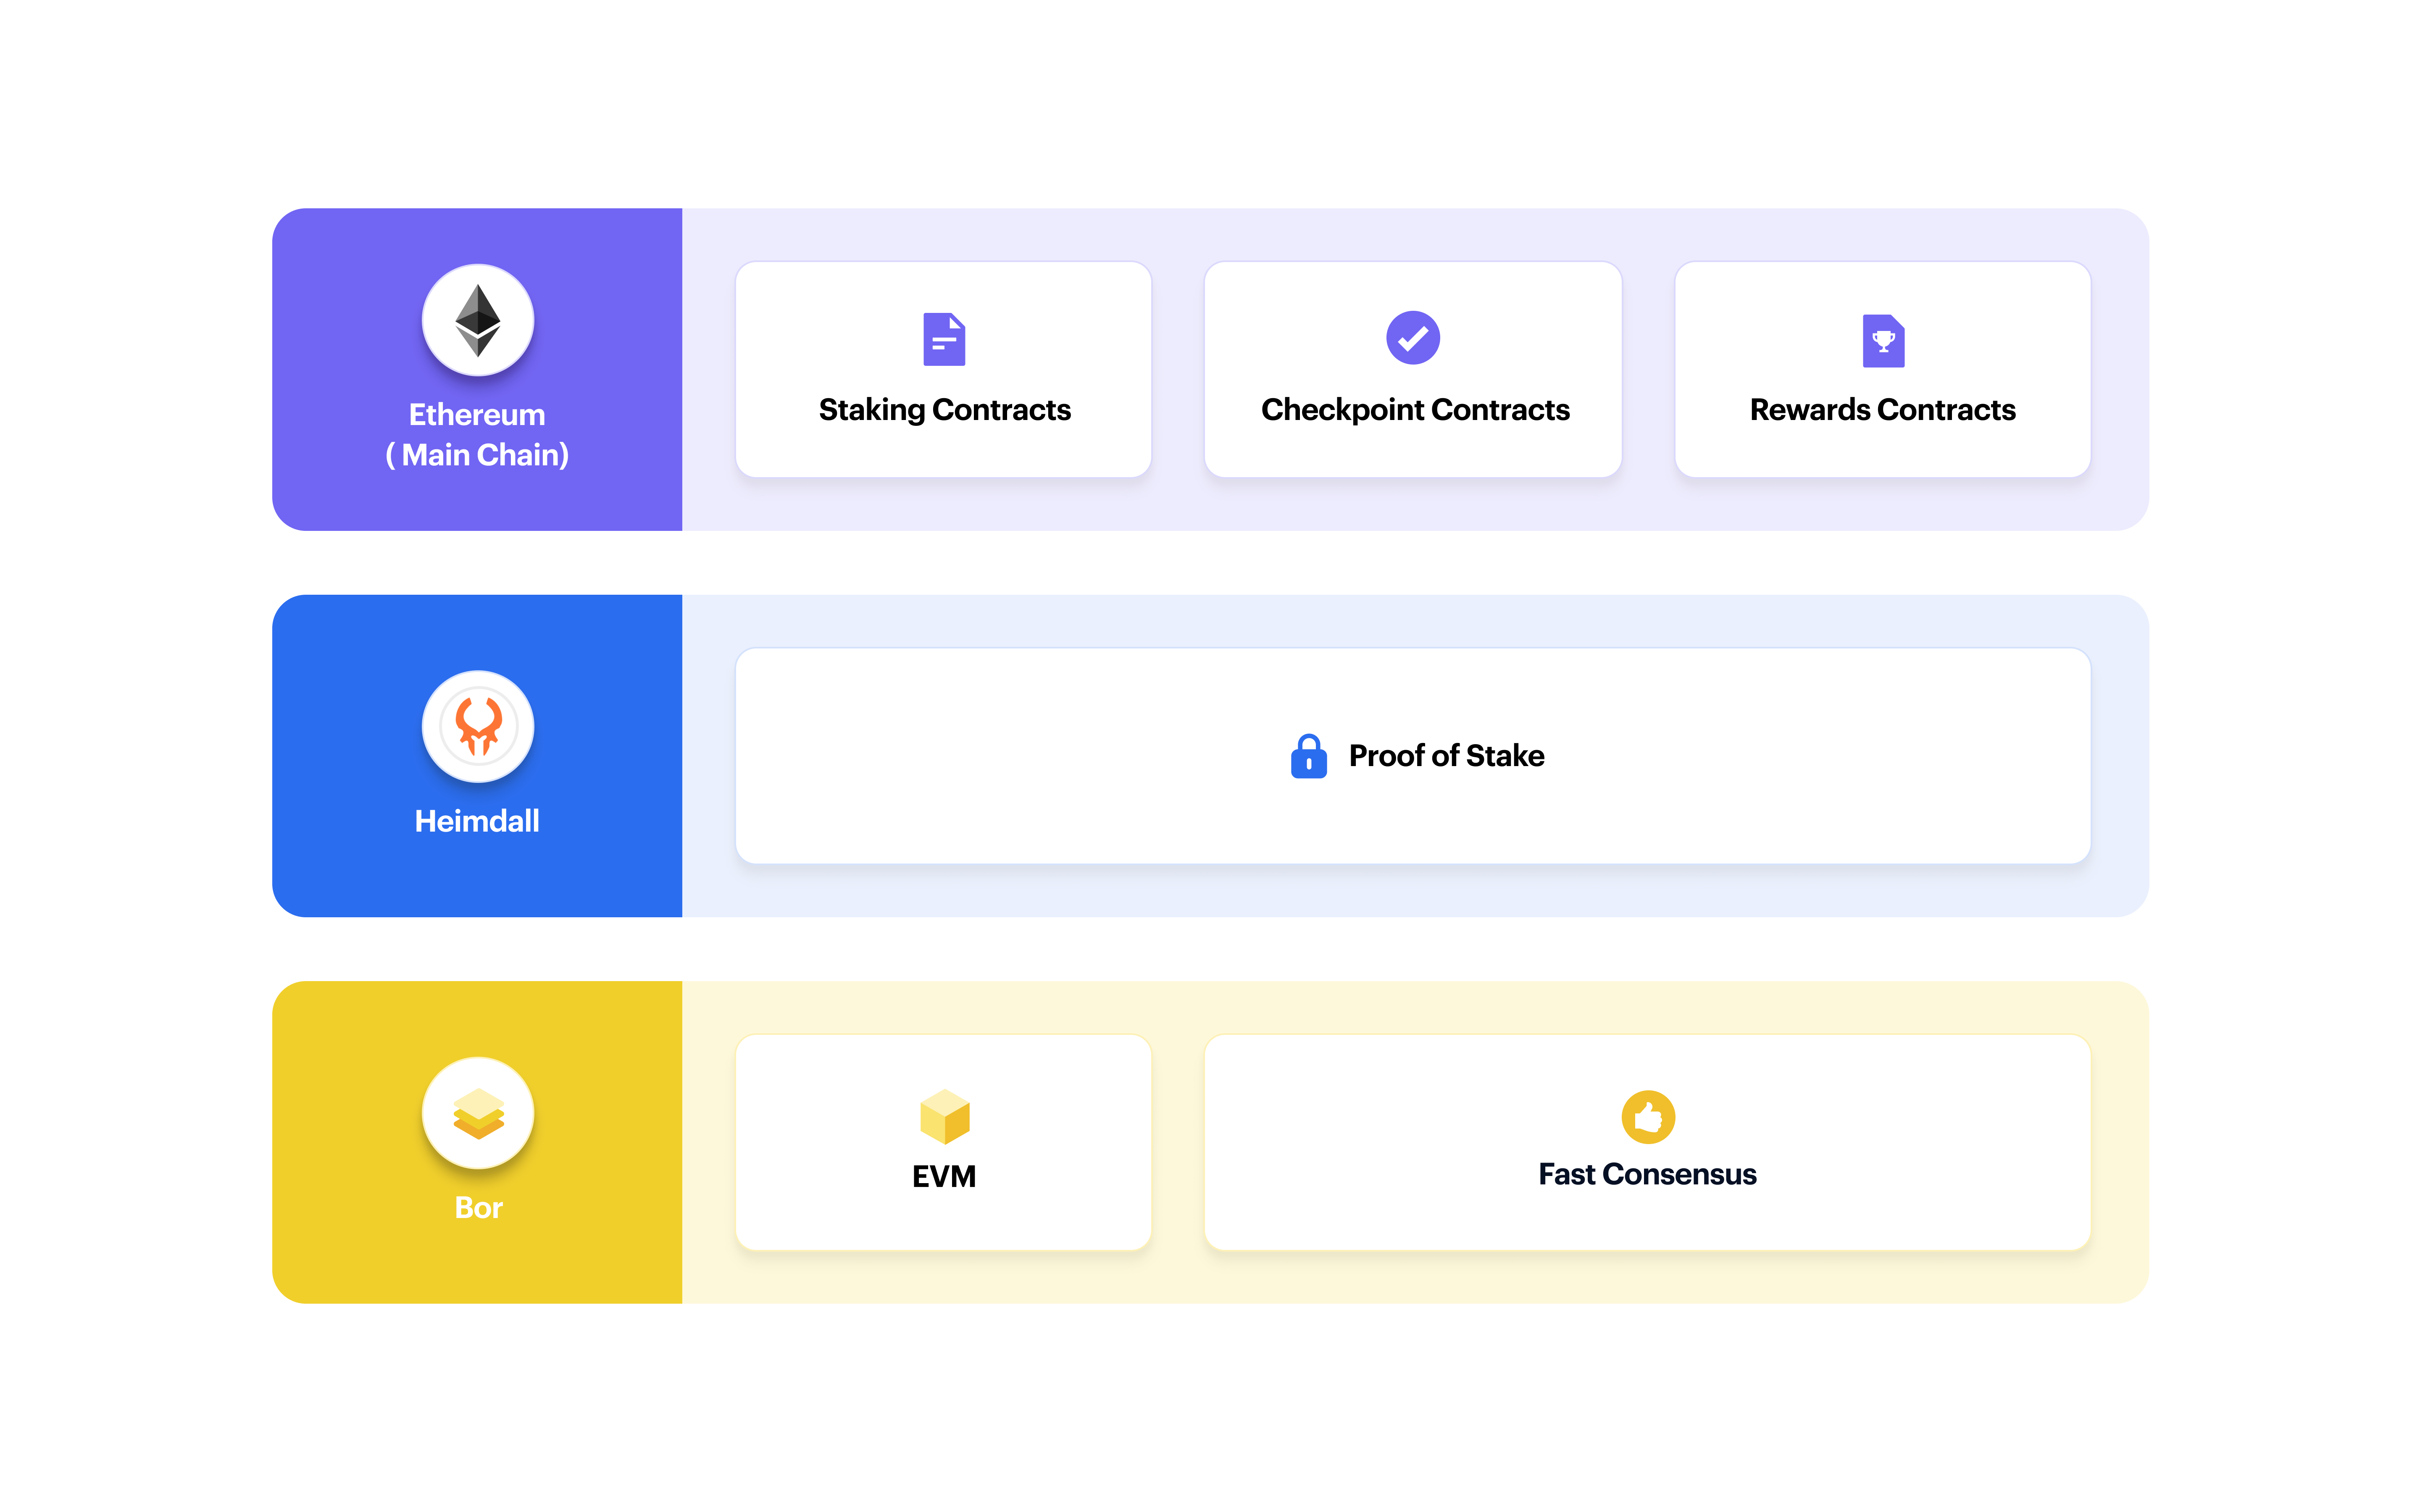 Ethereum
( Main Chain)
Staking Contracts
Checkpoint Contracts
Rewards Contracts
Heimdall
Proof of Stake
Bor
EVM
Fast Consensus